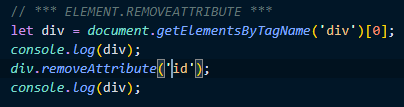 // *** ELEMENT.REMOVEATTRIBUTE ***
let div = document.getElementsByTagName('div')[0];
console.log(div);
div.removeAttribute('id');
console.log(div);